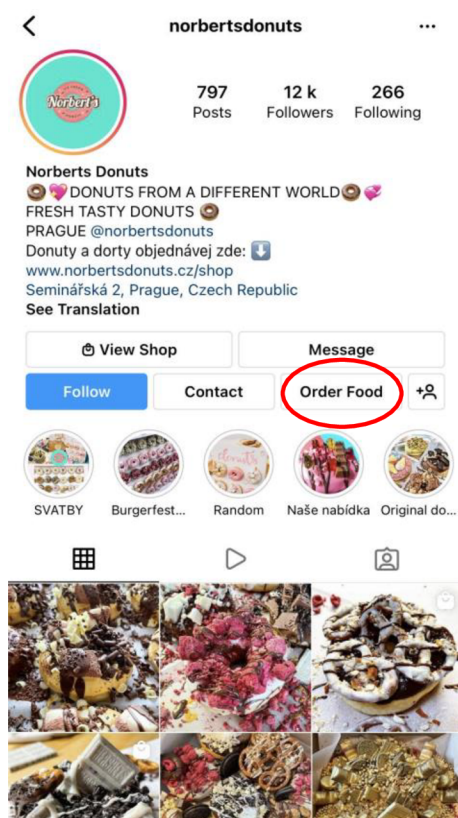 norbertsdonuts
Norbert's
797 12 k 266
Posts Followers Following
Norberts Donuts
🍩💖DONUTS FROM A DIFFERENT WORLD🍩💞
FRESH TASTY DONUTS 🍩
PRAGUE @norbertsdonuts
Donuty a dorty objednávej zde: ⬇️
www.norbertsdonuts.cz/shop
Seminářská 2, Prague, Czech Republic
See Translation
View Shop Message
Follow Contact Order Food
SVATBY Burgerfest... Random Naše nabídka Original do...